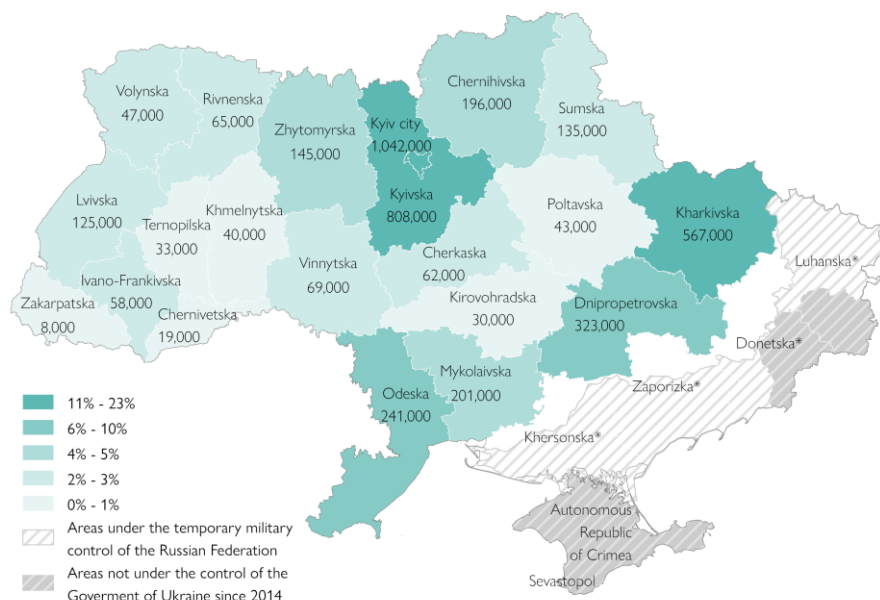 Volynska
47,000
Rivnenska
65,000
Zhytomyrska
145,000
Kyiv city
1,042,000
Kyivska
808,000
Chernihivska
196,000
Sumska
135,000
Lvivska
125,000
Ternopilska
33,000
Khmelnytska
40,000
Vinnytska
69,000
Cherkaska
62,000
Poltavska
43,000
Kharkivska
567,000
Luhanska*
Ivano-Frankivska
58,000
Zakarpatska
8,000
Chernivetska
19,000
Kirovohradska
30,000
Dnipropetrovska
323,000
Donetska*
Odeska
241,000
Mykolaivska
201,000
Zaporizka*
Khersonska*
Autonomous
Republic
of Crimea
Sevastopol
11% - 23%
6% - 10%
4% - 5%
2% - 3%
0% - 1%
Areas under the temporary military
control of the Russian Federation
Areas not under the control of the
Goverment of Ukraine since 2014